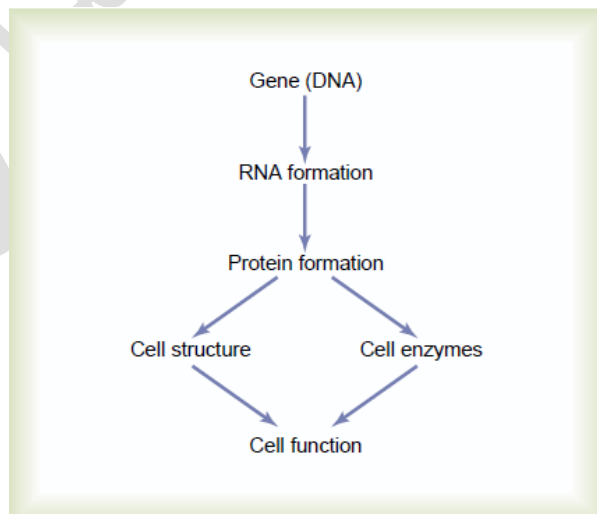 Gene (DNA)
RNA formation
Protein formation
Cell structure
Cell enzymes
Cell function